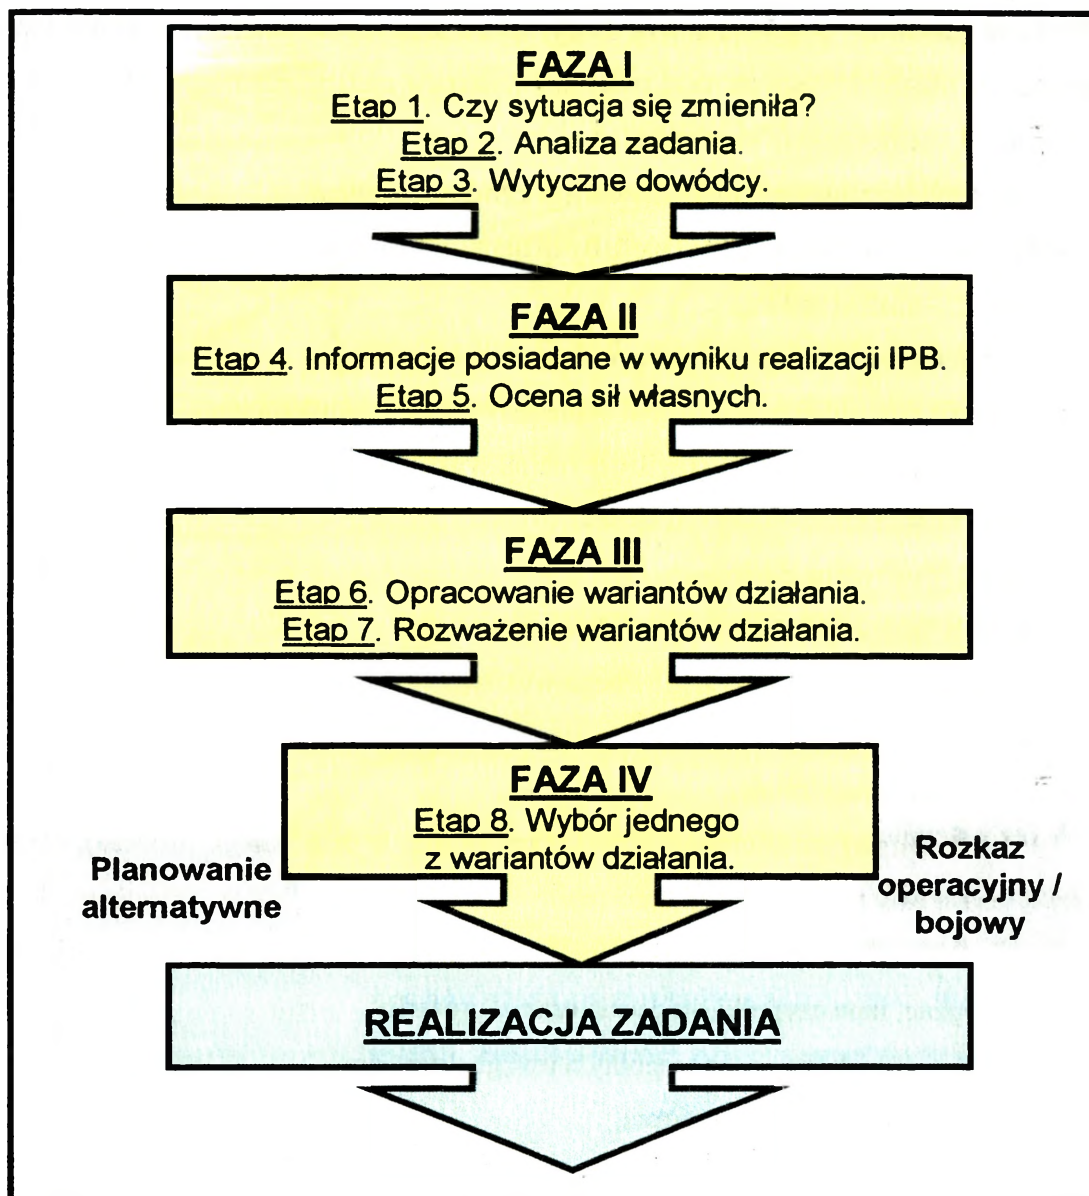 FAZA I
Etap 1. Czy sytuacja się zmieniła?
Etap 2. Analiza zadania.
Etap 3. Wytyczne dowódcy.
FAZA II
Etap 4. Informacje posiadane w wyniku realizacji IPB.
Etap 5. Ocena sił własnych.
FAZA III
Etap 6. Opracowanie wariantów działania.
Etap 7. Rozważenie wariantów działania.
FAZA IV
Etap 8. Wybór jednego
z wariantów działania.
Planowanie
alternatywne
Rozkaz
operacyjny /
bojowy
REALIZACJA ZADANIA